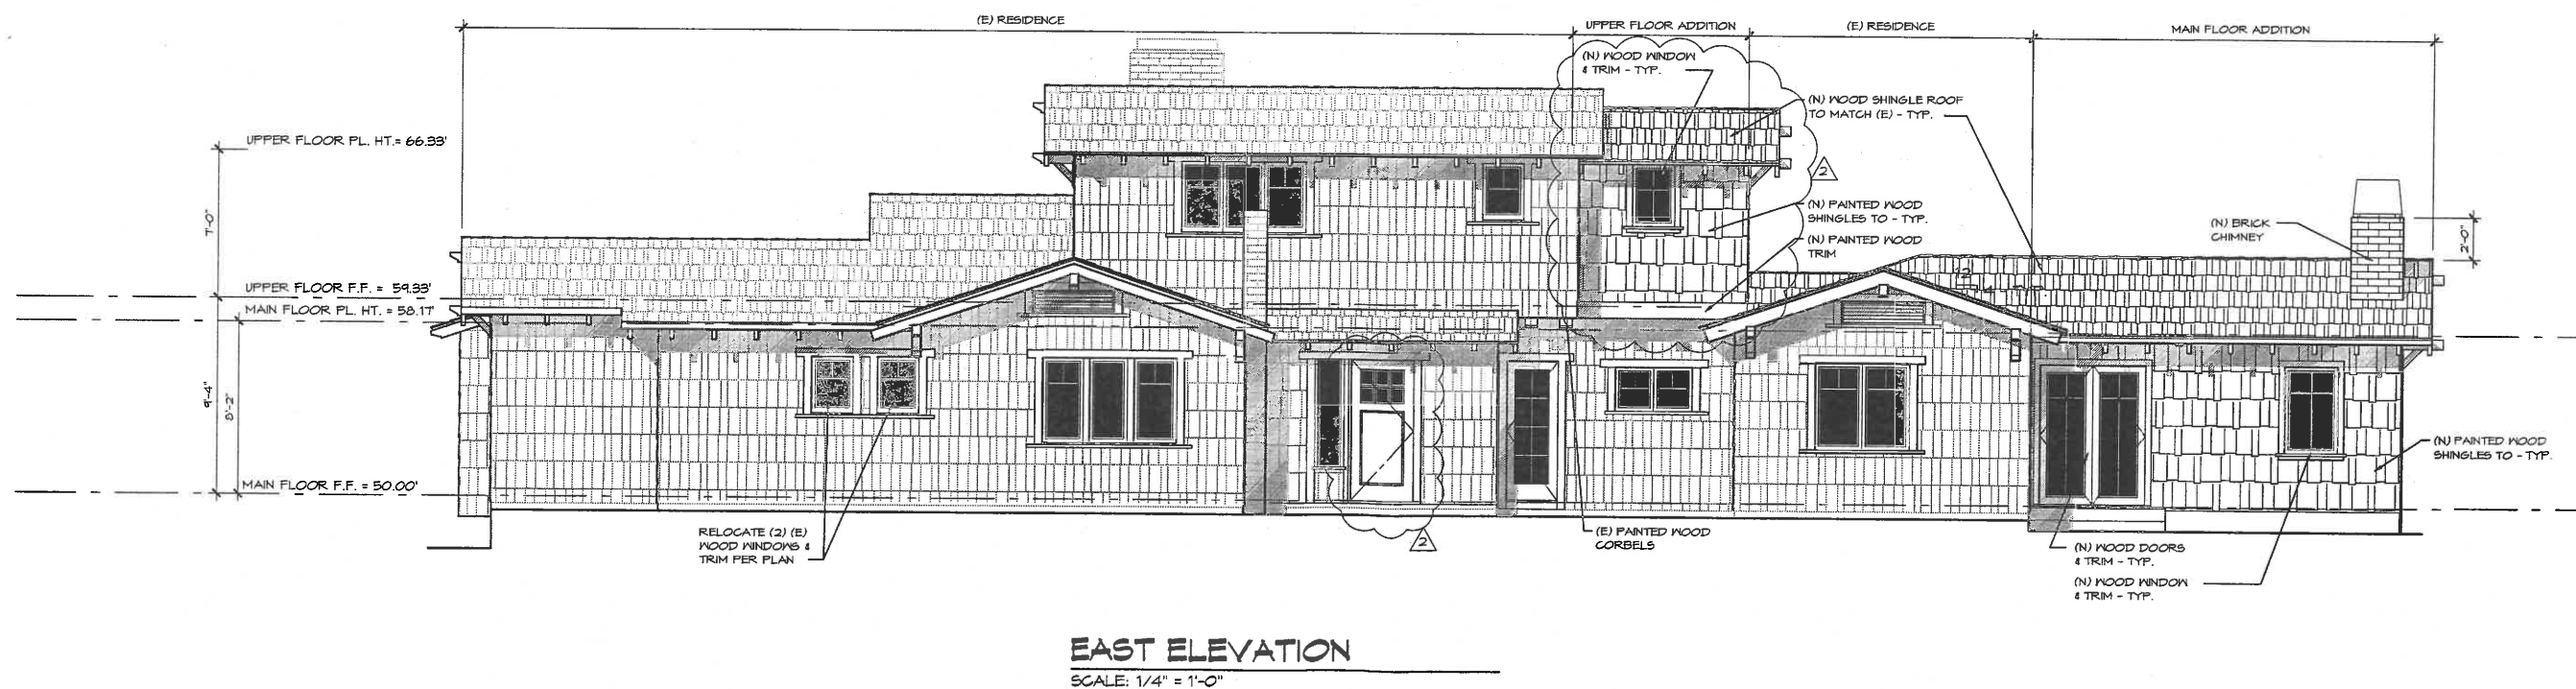 (E) RESIDENCE
UPPER FLOOR ADDITION
(E) RESIDENCE
MAIN FLOOR ADDITION
(N) WOOD WINDOW
& TRIM - TYP.
(N) WOOD SHINGLE ROOF
TO MATCH (E) - TYP.
UPPER FLOOR PL. HT.= 66.33'
2
7'-0"
(N) PAINTED WOOD
SHINGLES TO - TYP.
(N) BRICK
CHIMNEY
2'-0"
(N) PAINTED WOOD
TRIM
12
4
UPPER FLOOR F.F. = 59.33'
MAIN FLOOR PL. HT. = 58.17'
9'-4"
8'-2"
(N) PAINTED WOOD
SHINGLES TO - TYP.
MAIN FLOOR F.F. = 50.00'
RELOCATE (2) (E)
WOOD WINDOWS &
TRIM PER PLAN
2
(E) PAINTED WOOD
CORBELS
(N) WOOD DOORS
& TRIM - TYP.
(N) WOOD WINDOW
& TRIM - TYP.
EAST ELEVATION
SCALE: 1/4" = 1'-0"